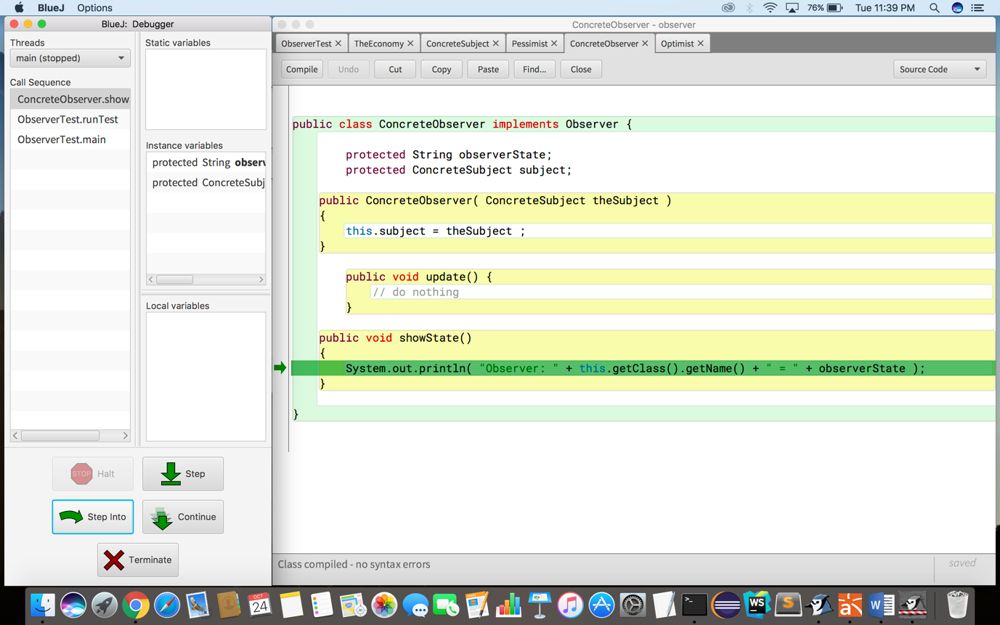 BlueJ Options 76% Tue 11:39 PM
BlueJ: Debugger
Threads
main (stopped)
Call Sequence
ConcreteObserver.show
ObserverTest.runTest
ObserverTest.main
Static variables
Instance variables
protected String observ
protected ConcreteSubj
Local variables
STOP Halt
Step
Step Into
Continue
Terminate
ConcreteObserver - observer
ObserverTest TheEconomy ConcreteSubject Pessimist ConcreteObserver Optimist
Compile Undo Cut Copy Paste Find... Close Source Code
public class ConcreteObserver implements Observer {
protected String observerState;
protected ConcreteSubject subject;
public ConcreteObserver( ConcreteSubject theSubject )
{
this.subject = theSubject ;
}
public void update() {
// do nothing
}
public void showState()
{
System.out.println( "Observer: " + this.getClass().getName() + " = " + observerState );
}
}
Class compiled - no syntax errors
saved
OCT
24
WS
S
W